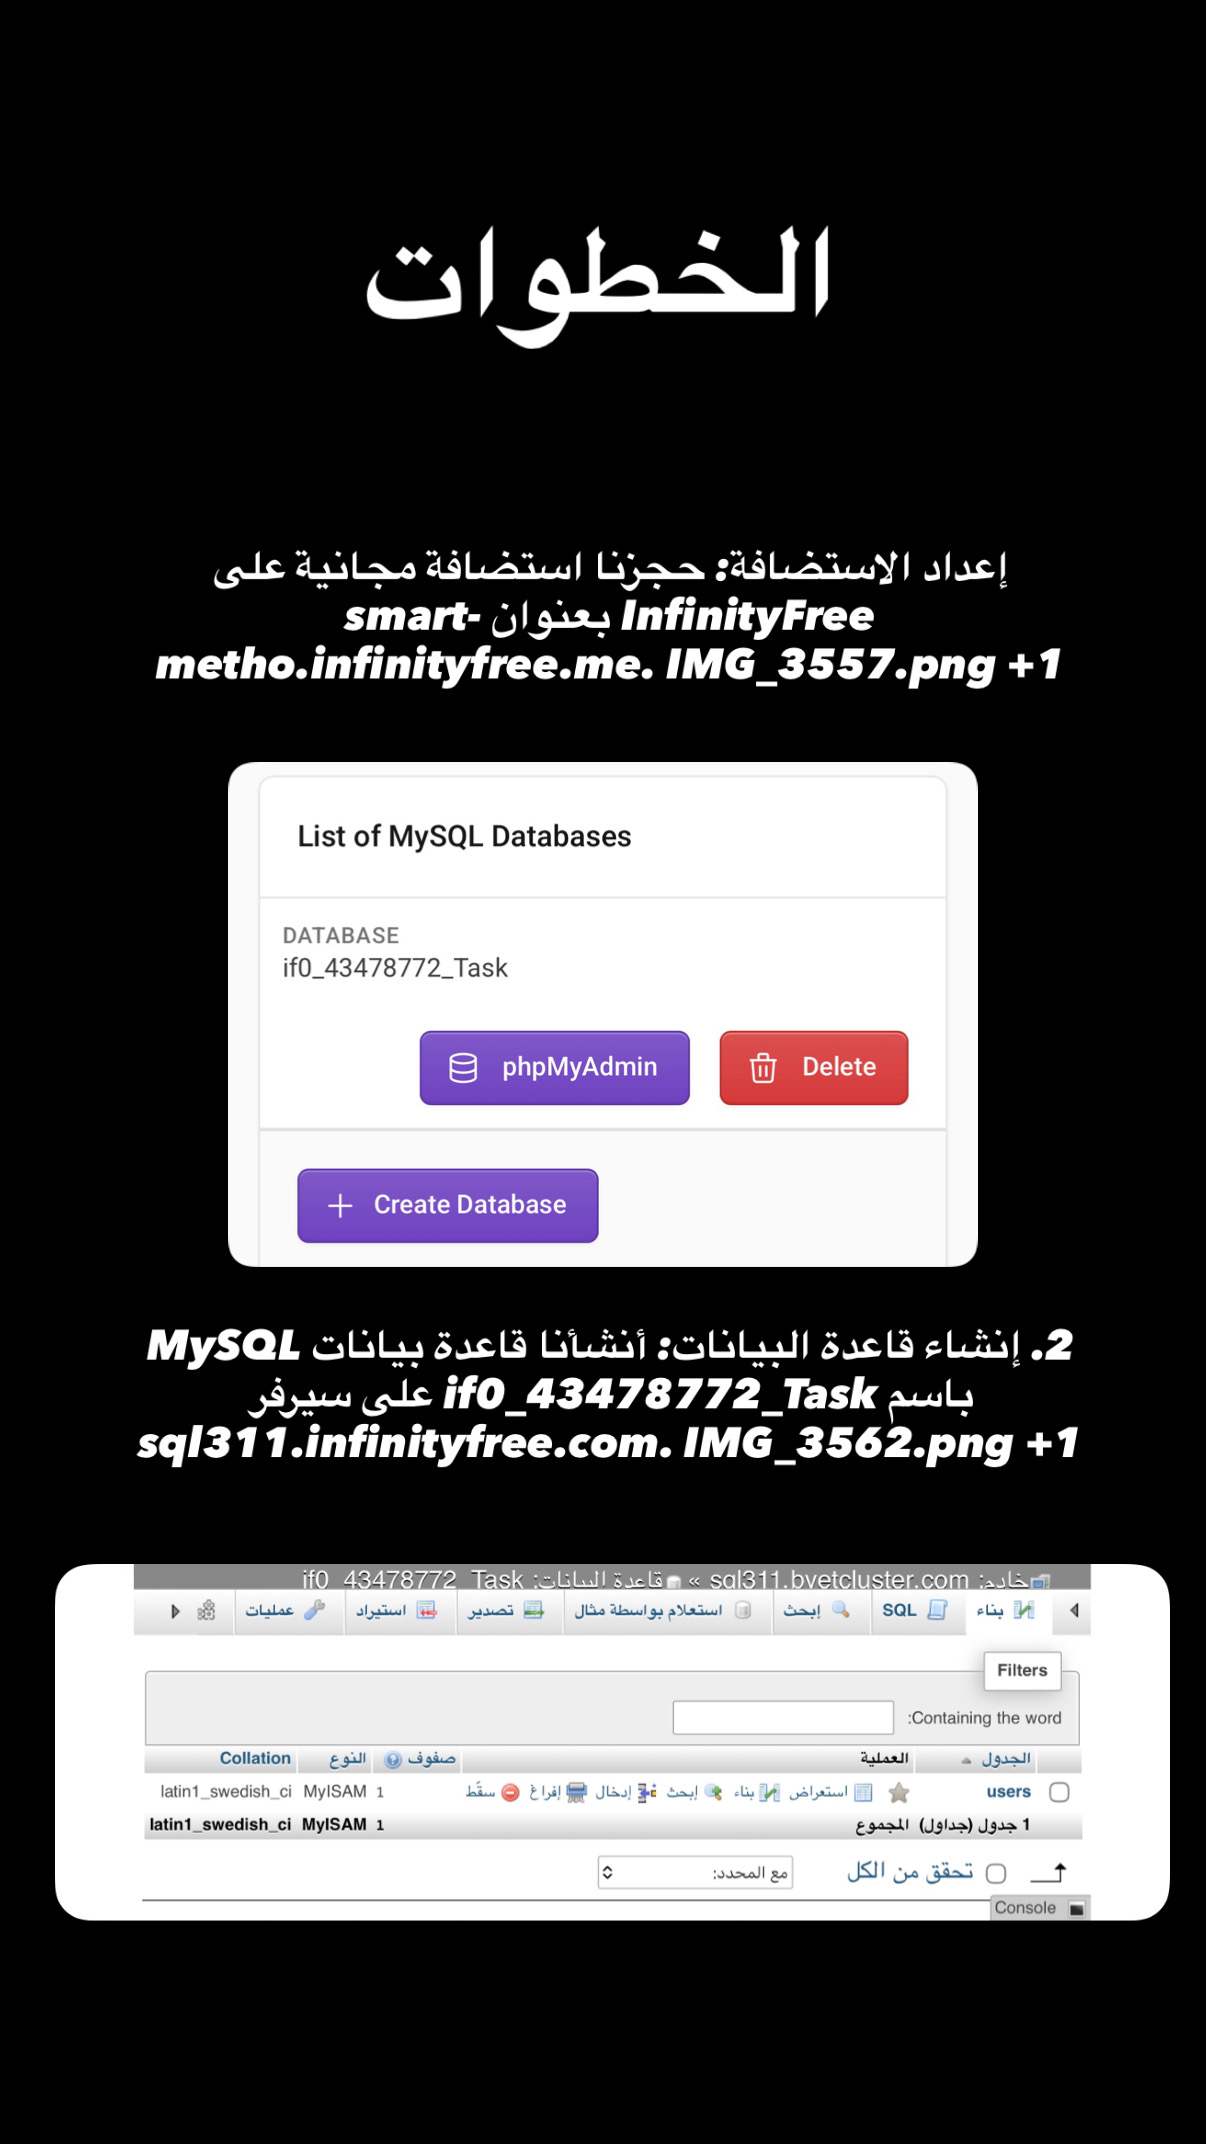 الخطوات
إعداد الاستضافة: حجزنا استضافة مجانية على
InfinityFree بعنوان smart-
metho.infinityfree.me. IMG_3557.png +1
List of MySQL Databases
DATABASE
if0_43478772_Task
phpMyAdmin
Delete
Create Database
2. إنشاء قاعدة البيانات: أنشأنا قاعدة بيانات MySQL
باسم if0_43478772_Task على سيرفر
sql311.infinityfree.com. IMG_3562.png +1
خادم: sql311.byetcluster.com » قاعدة البيانات: if0_43478772_Task
بناء SQL إبحث استعلام بواسطة مثال تصدير استيراد عمليات
Filters
Containing the word:
الجدول العملية صفوف النوع Collation
users استعراض بناء إبحث إدخال إفراغ سقّط 1 MyISAM latin1_swedish_ci
1 جدول (جداول) المجموع 1 MyISAM latin1_swedish_ci
تحقق من الكل مع المحدد:
Console